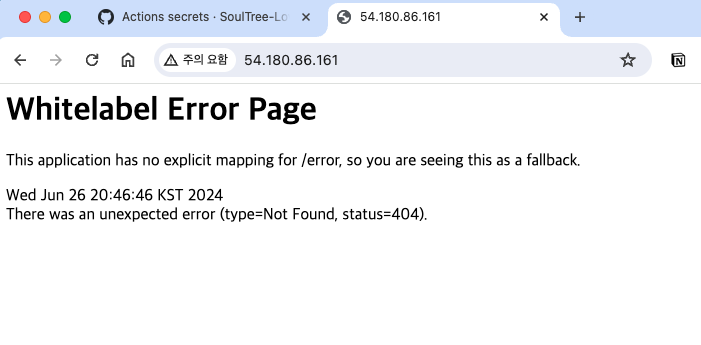 Actions secrets · SoulTree-Lo
54.180.86.161
주의 요함
54.180.86.161
Whitelabel Error Page
This application has no explicit mapping for /error, so you are seeing this as a fallback.
Wed Jun 26 20:46:46 KST 2024
There was an unexpected error (type=Not Found, status=404).